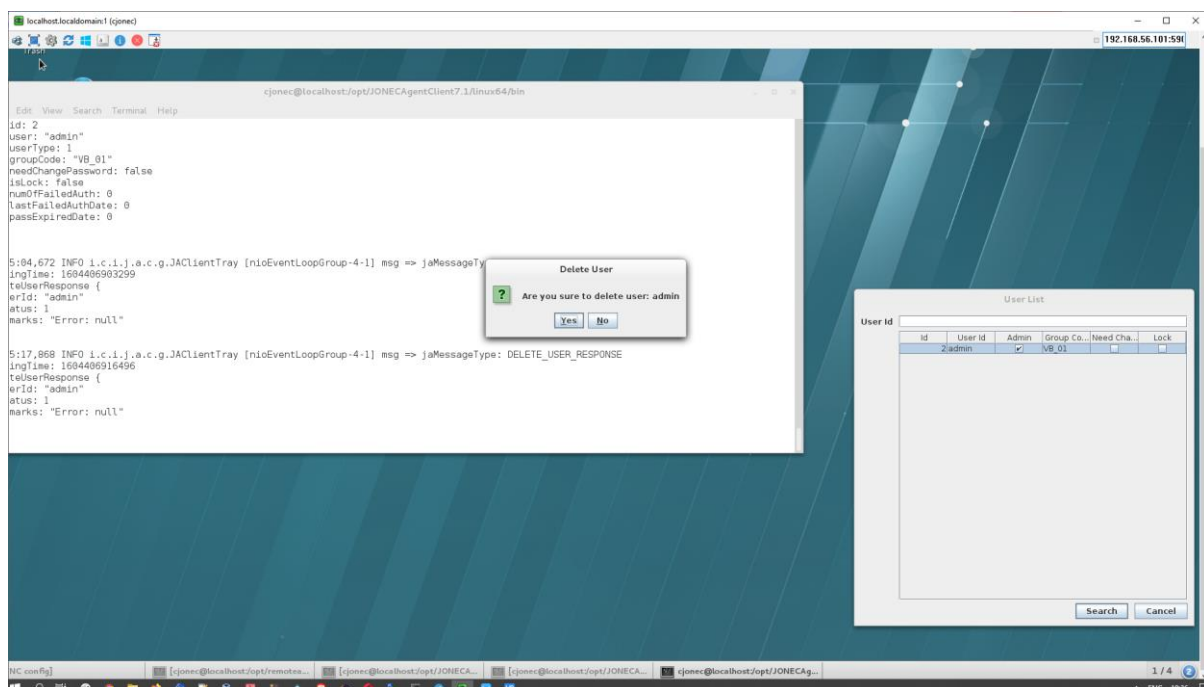 localhost.localdomain:1 (cjonec)
192.168.56.101:590
Trash
cjonec@localhost:/opt/JONECAgentClient7.1/linux64/bin
Edit View Search Terminal Help
id: 2
user: "admin"
userType: 1
groupCode: "VB_01"
needChangePassword: false
isLock: false
numOfFailedAuth: 0
lastFailedAuthDate: 0
passExpiredDate: 0
5:04,672 INFO i.c.i.j.a.c.g.JAClientTray [nioEventLoopGroup-4-1] msg => jaMessageTy
ingTime: 1604406903299
teUserResponse {
erId: "admin"
atus: 1
marks: "Error: null"
5:17,868 INFO i.c.i.j.a.c.g.JAClientTray [nioEventLoopGroup-4-1] msg => jaMessageType: DELETE_USER_RESPONSE
ingTime: 1604406916496
teUserResponse {
erId: "admin"
atus: 1
marks: "Error: null"
Delete User
Are you sure to delete user: admin
Yes No
User List
User Id
Id User Id Admin Group Co... Need Cha... Lock
2 admin VB_01
Search Cancel
NC config] [cjonec@localhost:/opt/remotea... [cjonec@localhost:/opt/JONECA... [cjonec@localhost:/opt/JONECA... cjonec@localhost:/opt/JONECAg... 1 / 4